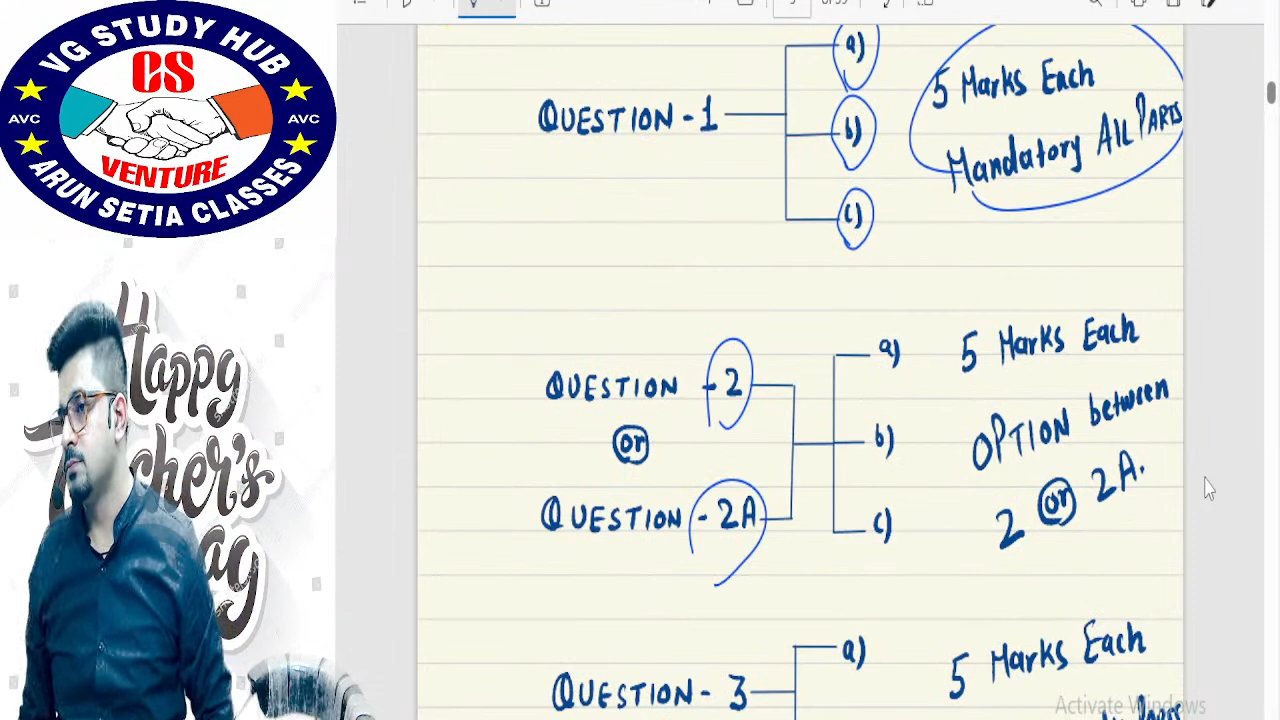 VG STUDY HUB
CS
AVC
AVC
VENTURE
ARUN SETIA CLASSES
Happy
QUESTION - 1
a)
b)
c)
5 Marks Each
Mandatory All PARTS
QUESTION - 2
or
QUESTION - 2A
a)
b)
c)
5 Marks Each
OPTION between
2 or 2A.
QUESTION - 3
a)
5 Marks Each
Activate Windows